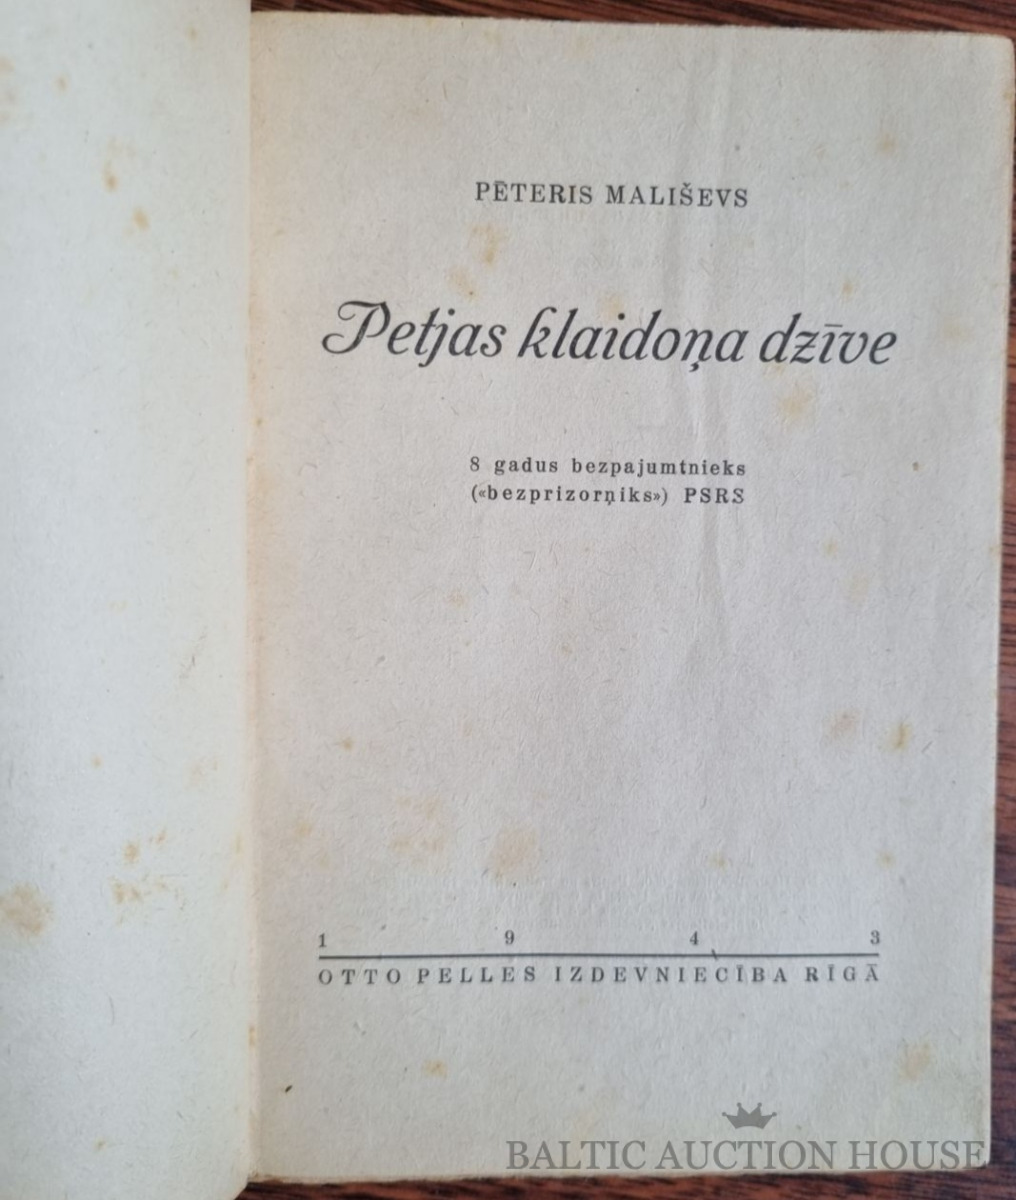 PĒTERIS MALIŠEVS
Petjas klaidoņa dzīve
8 gadus bezpajumtnieks
(«bezprizorņiks») PSRS
1 9 4 3
OTTO PELLES IZDEVNIECĪBA RĪGĀ
BALTIC AUCTION HOUSE